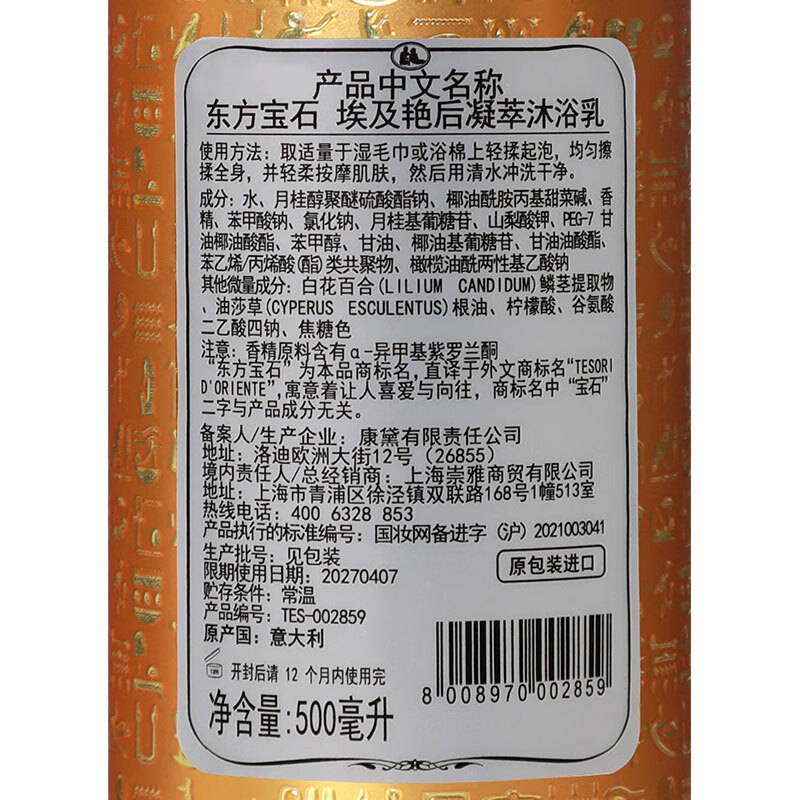 产品中文名称
东方宝石 埃及艳后凝萃沐浴乳
使用方法：取适量于湿毛巾或浴棉上轻揉起泡，均匀擦
揉全身，并轻柔按摩肌肤，然后用清水冲洗干净。
成分：水、月桂醇聚醚硫酸酯钠、椰油酰胺丙基甜菜碱、香
精、苯甲酸钠、氯化钠、月桂基葡糖苷、山梨酸钾、PEG-7 甘
油椰油酸酯、苯甲醇、甘油、椰油基葡糖苷、甘油油酸酯、
苯乙烯/丙烯酸(酯)类共聚物、橄榄油酰两性基乙酸钠
其他微量成分：白花百合(LILIUM CANDIDUM)鳞茎提取物
、油莎草(CYPERUS ESCULENTUS)根油、柠檬酸、谷氨酸
二乙酸四钠、焦糖色
注意：香精原料含有α-异甲基紫罗兰酮
“东方宝石”为本品商标名，直译于外文商标名“TESORI
D'ORIENTE”,寓意着让人喜爱与向往，商标名中“宝石”
二字与产品成分无关。
备案人/生产企业：康黛有限责任公司
地址：洛迪欧洲大街12号（26855）
境内责任人/总经销商：上海崇雅商贸有限公司
地址：上海市青浦区徐泾镇双联路168号1幢513室
热线电话：400 6328 853
产品执行的标准编号：国妆网备进字（沪）2021003041
生产批号：见包装
限期使用日期：20270407
贮存条件：常温
产品编号：TES-002859
原产国：意大利
原包装进口
12M
开封后请 12 个月内使用完
净含量:500毫升
8 008970 002859